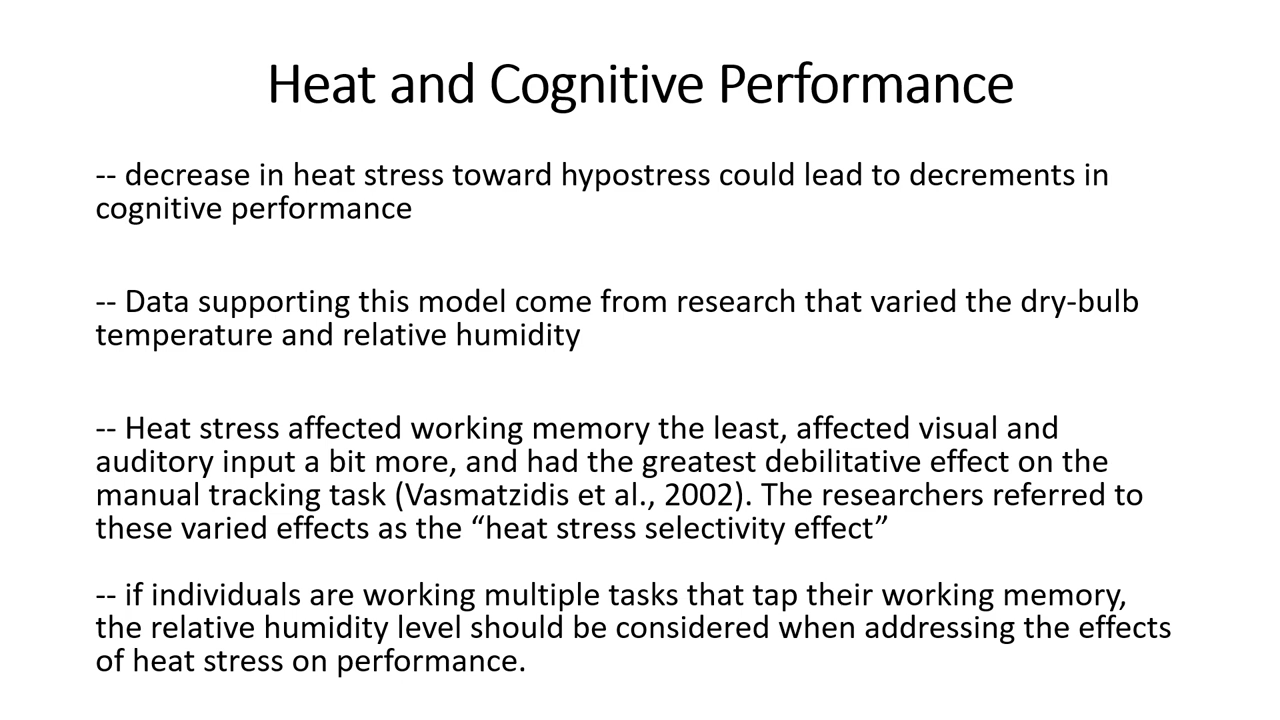 Heat and Cognitive Performance
-- decrease in heat stress toward hypostress could lead to decrements in
cognitive performance
-- Data supporting this model come from research that varied the dry-bulb
temperature and relative humidity
-- Heat stress affected working memory the least, affected visual and
auditory input a bit more, and had the greatest debilitative effect on the
manual tracking task (Vasmatzidis et al., 2002). The researchers referred to
these varied effects as the “heat stress selectivity effect”
-- if individuals are working multiple tasks that tap their working memory,
the relative humidity level should be considered when addressing the effects
of heat stress on performance.